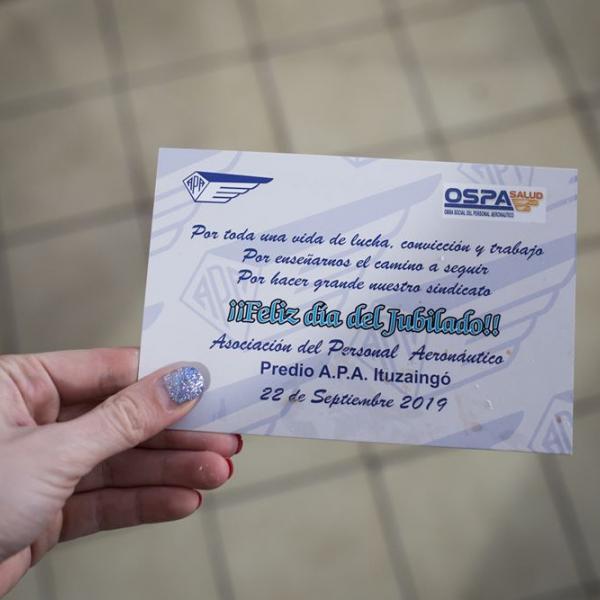 APA
OSPA SALUD
OBRA SOCIAL DEL PERSONAL AERONÁUTICO
Por toda una vida de lucha, convicción y trabajo
Por enseñarnos el camino a seguir
Por hacer grande nuestro sindicato
¡¡Feliz día del Jubilado!!
Asociación del Personal Aeronáutico
Predio A.P.A. Ituzaingó
22 de Septiembre 2019